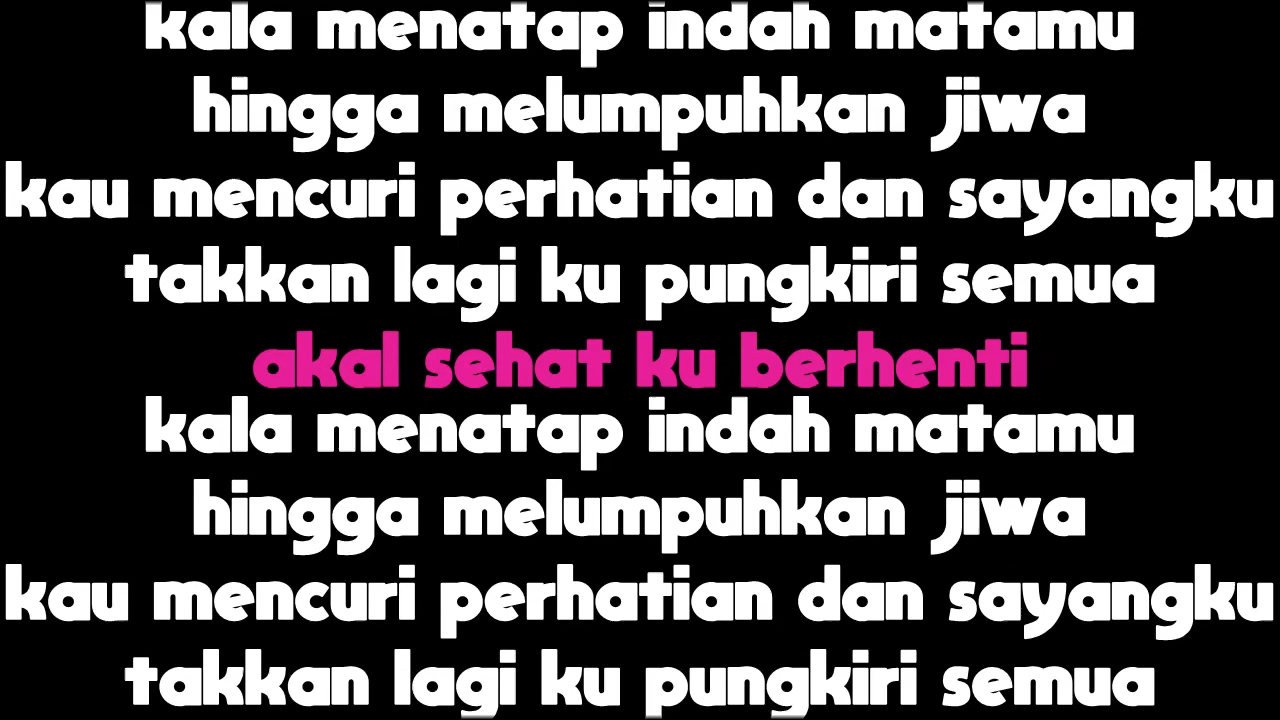 kala menatap indah matamu
hingga melumpuhkan jiwa
kau mencuri perhatian dan sayangku
takkan lagi ku pungkiri semua
akal sehat ku berhenti
kala menatap indah matamu
hingga melumpuhkan jiwa
kau mencuri perhatian dan sayangku
takkan lagi ku pungkiri semua